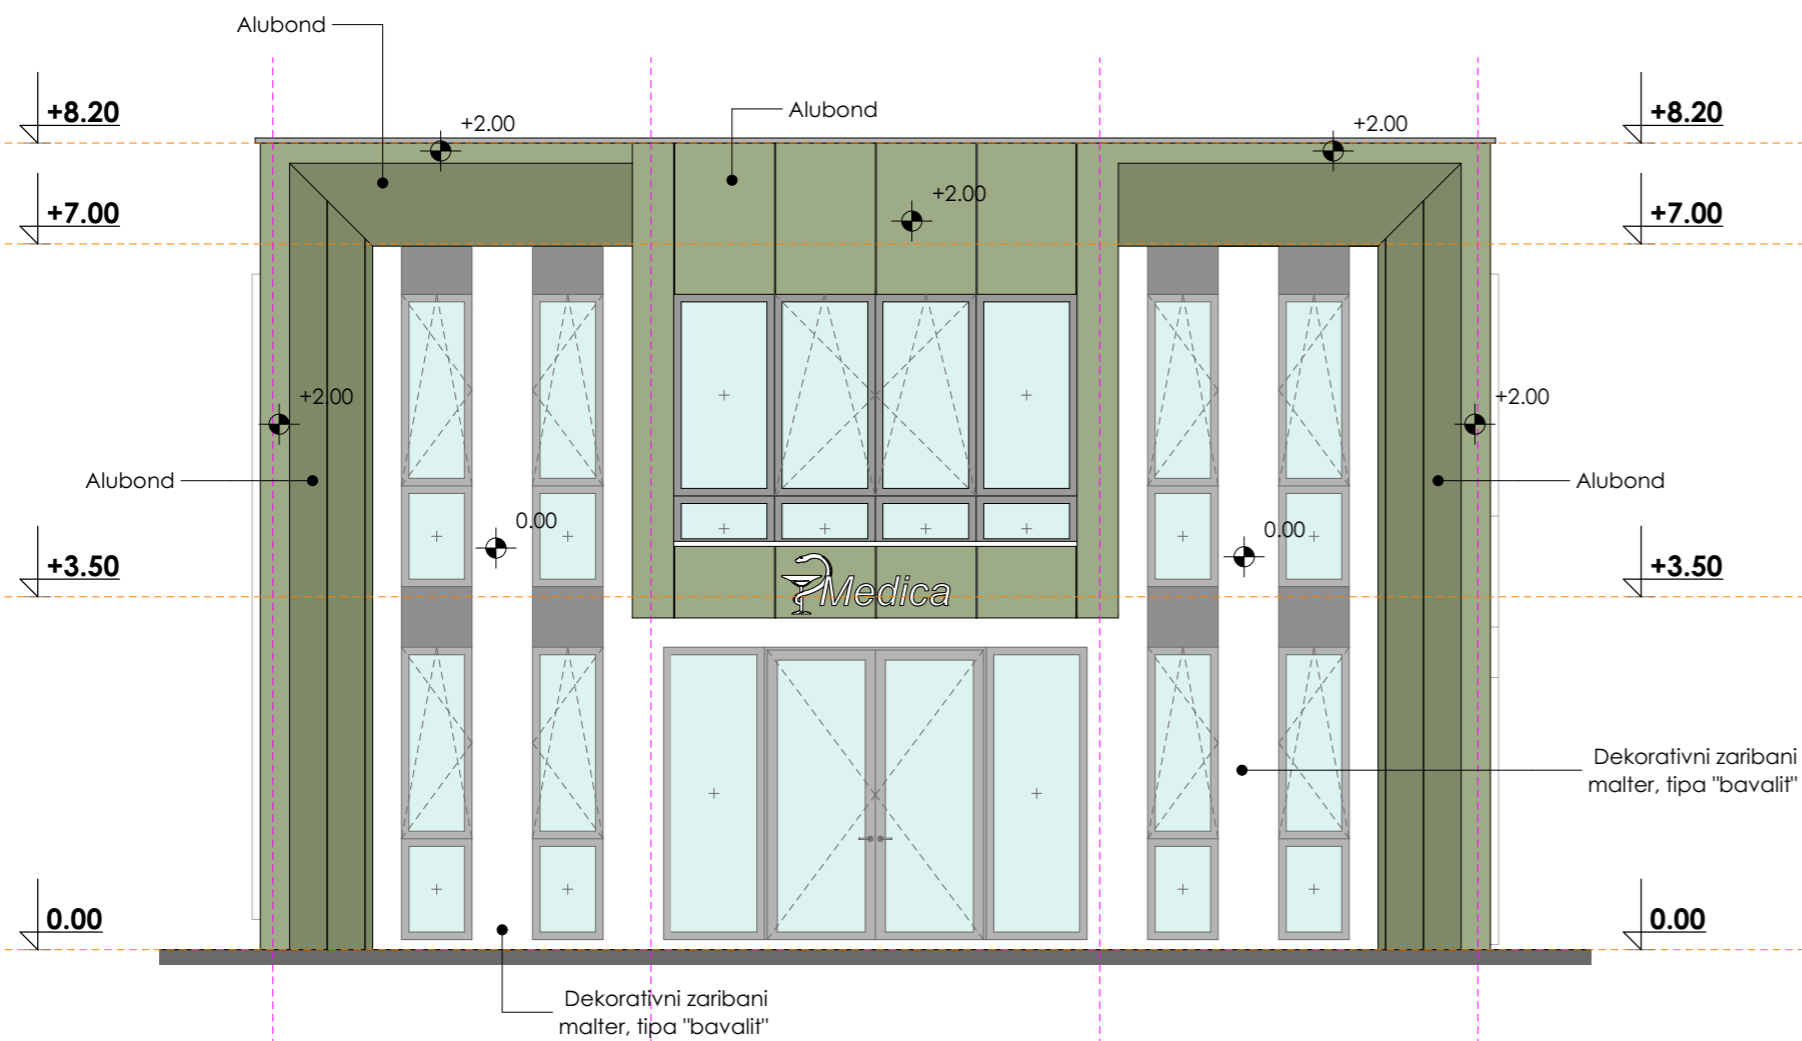 Alubond
Alubond
+8.20
+2.00
+2.00
+8.20
+7.00
+2.00
+7.00
+2.00
+2.00
Alubond
Alubond
0.00
0.00
+3.50
Medica
+3.50
Dekorativni zaribani
malter, tipa "bavalit"
0.00
0.00
Dekorativni zaribani
malter, tipa "bavalit"